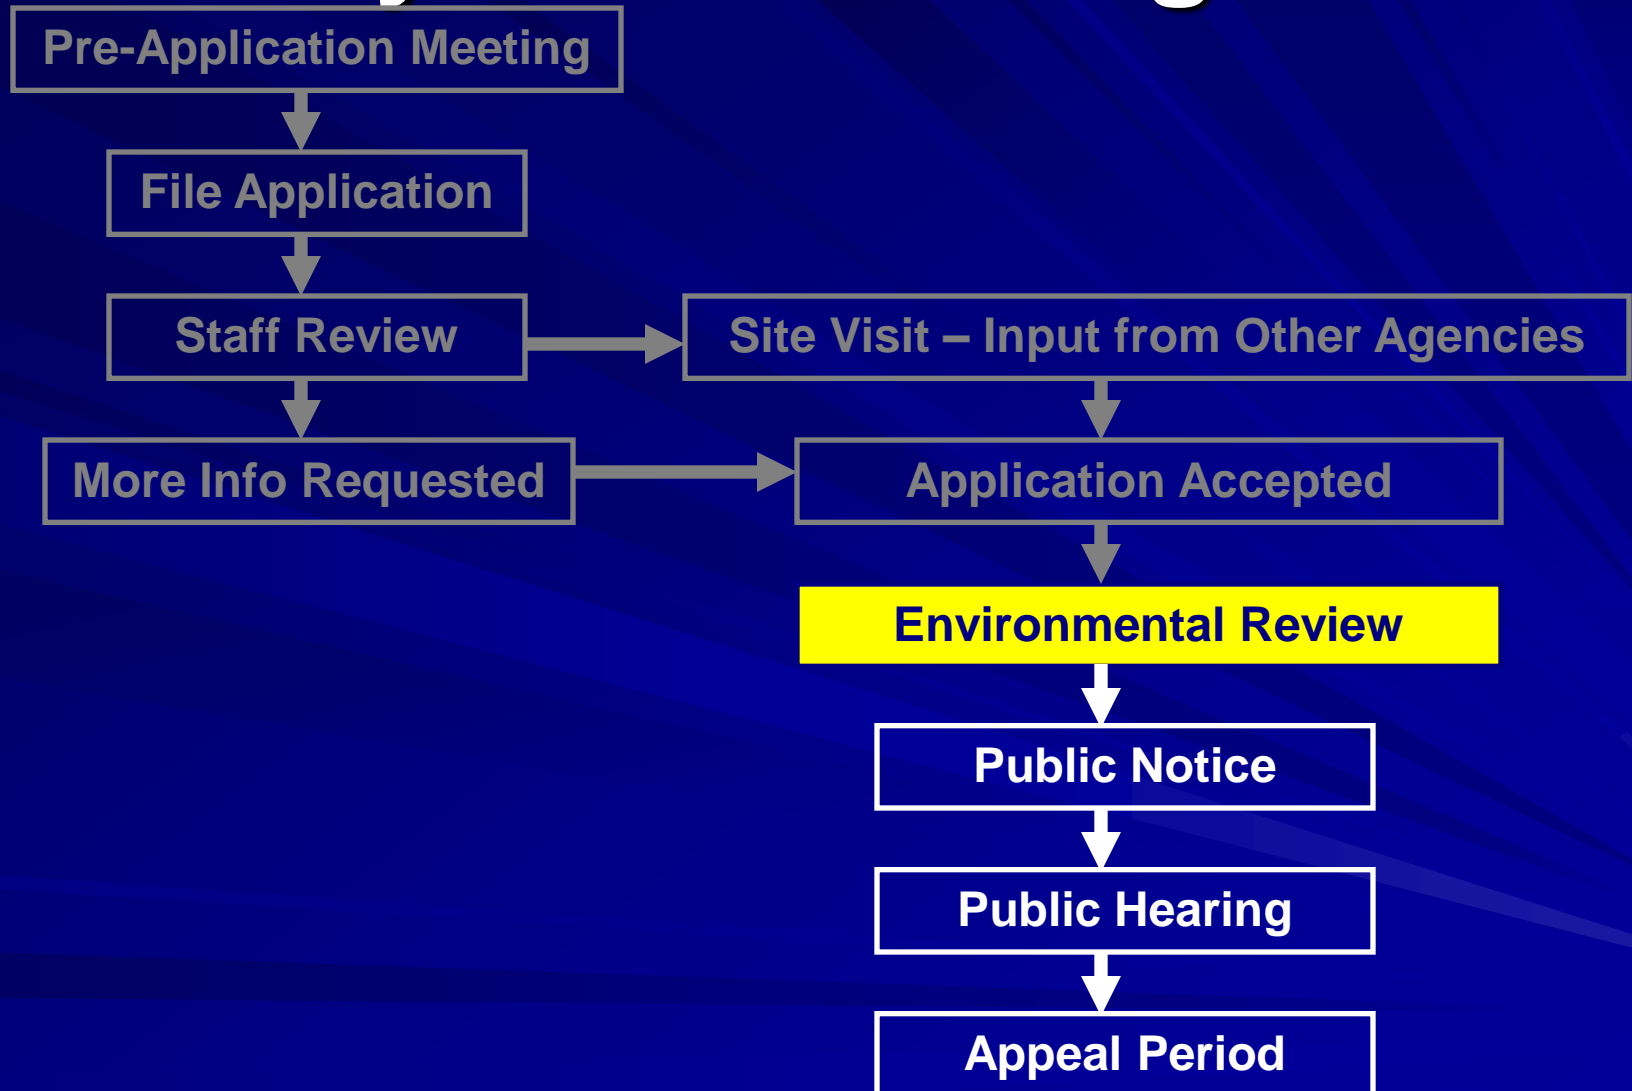 Pre-Application Meeting
File Application
Staff Review
Site Visit – Input from Other Agencies
More Info Requested
Application Accepted
Environmental Review
Public Notice
Public Hearing
Appeal Period